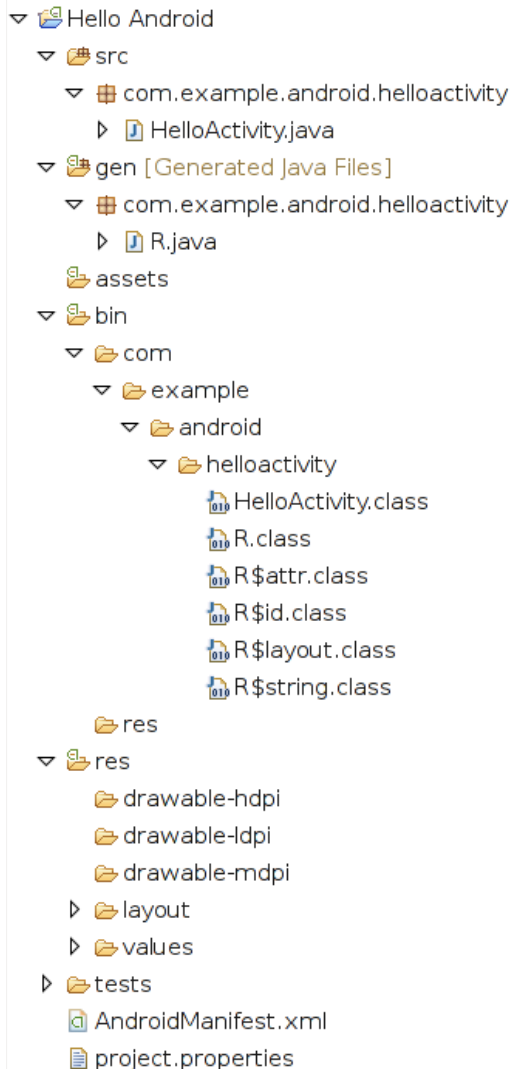 Hello Android
src
com.example.android.helloactivity
HelloActivity.java
gen [Generated Java Files]
com.example.android.helloactivity
R.java
assets
bin
com
example
android
helloactivity
HelloActivity.class
R.class
R$attr.class
R$id.class
R$layout.class
R$string.class
res
res
drawable-hdpi
drawable-ldpi
drawable-mdpi
layout
values
tests
AndroidManifest.xml
project.properties